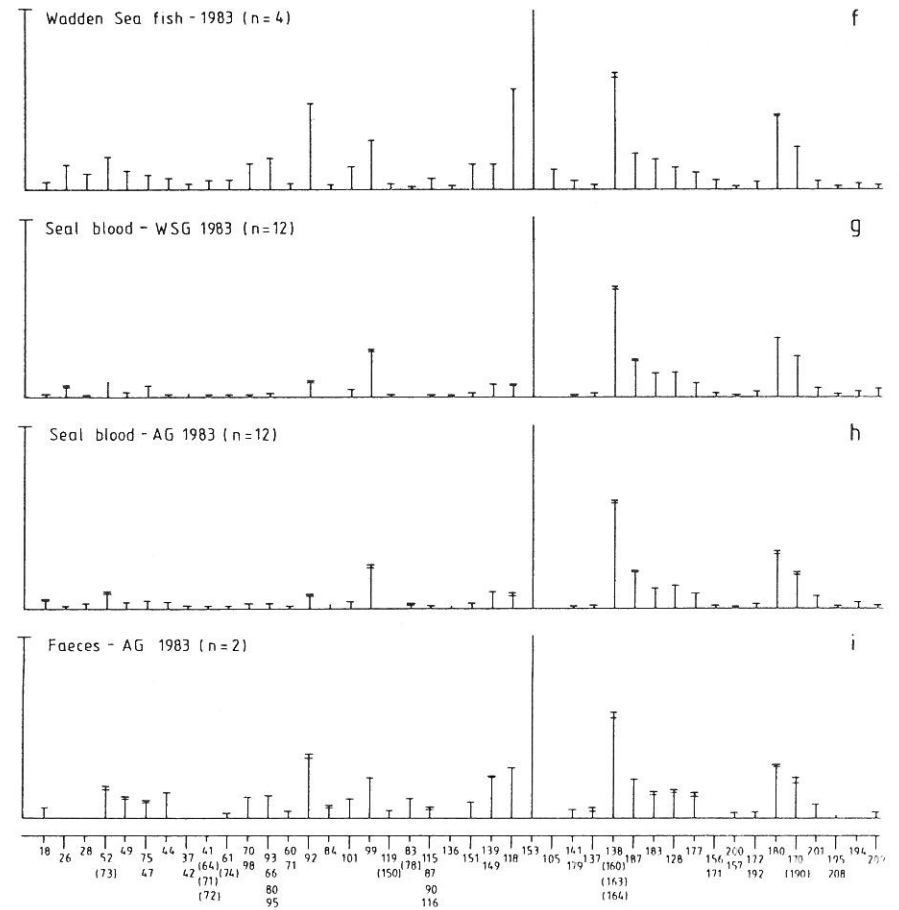 Wadden Sea fish - 1983 (n = 4)
f
Seal blood - WSG 1983 (n=12)
g
Seal blood - AG 1983 (n=12)
h
Faeces - AG 1983 (n=2)
i
18 28 49 44 41 70 60 84 99 83 136 139 153 141 138 183 177 200 180 201 194
26 52 75 37 61 93 92 101 119 115 151 118 105 137 187 128 156 172 170 195
(64) 98 71 (78) 149 179 (160) 157
(73) 47 42 (74) 66 (150) 87 171 192 (190) 208
(71) (163)
80 90
(72) (164)
95 116